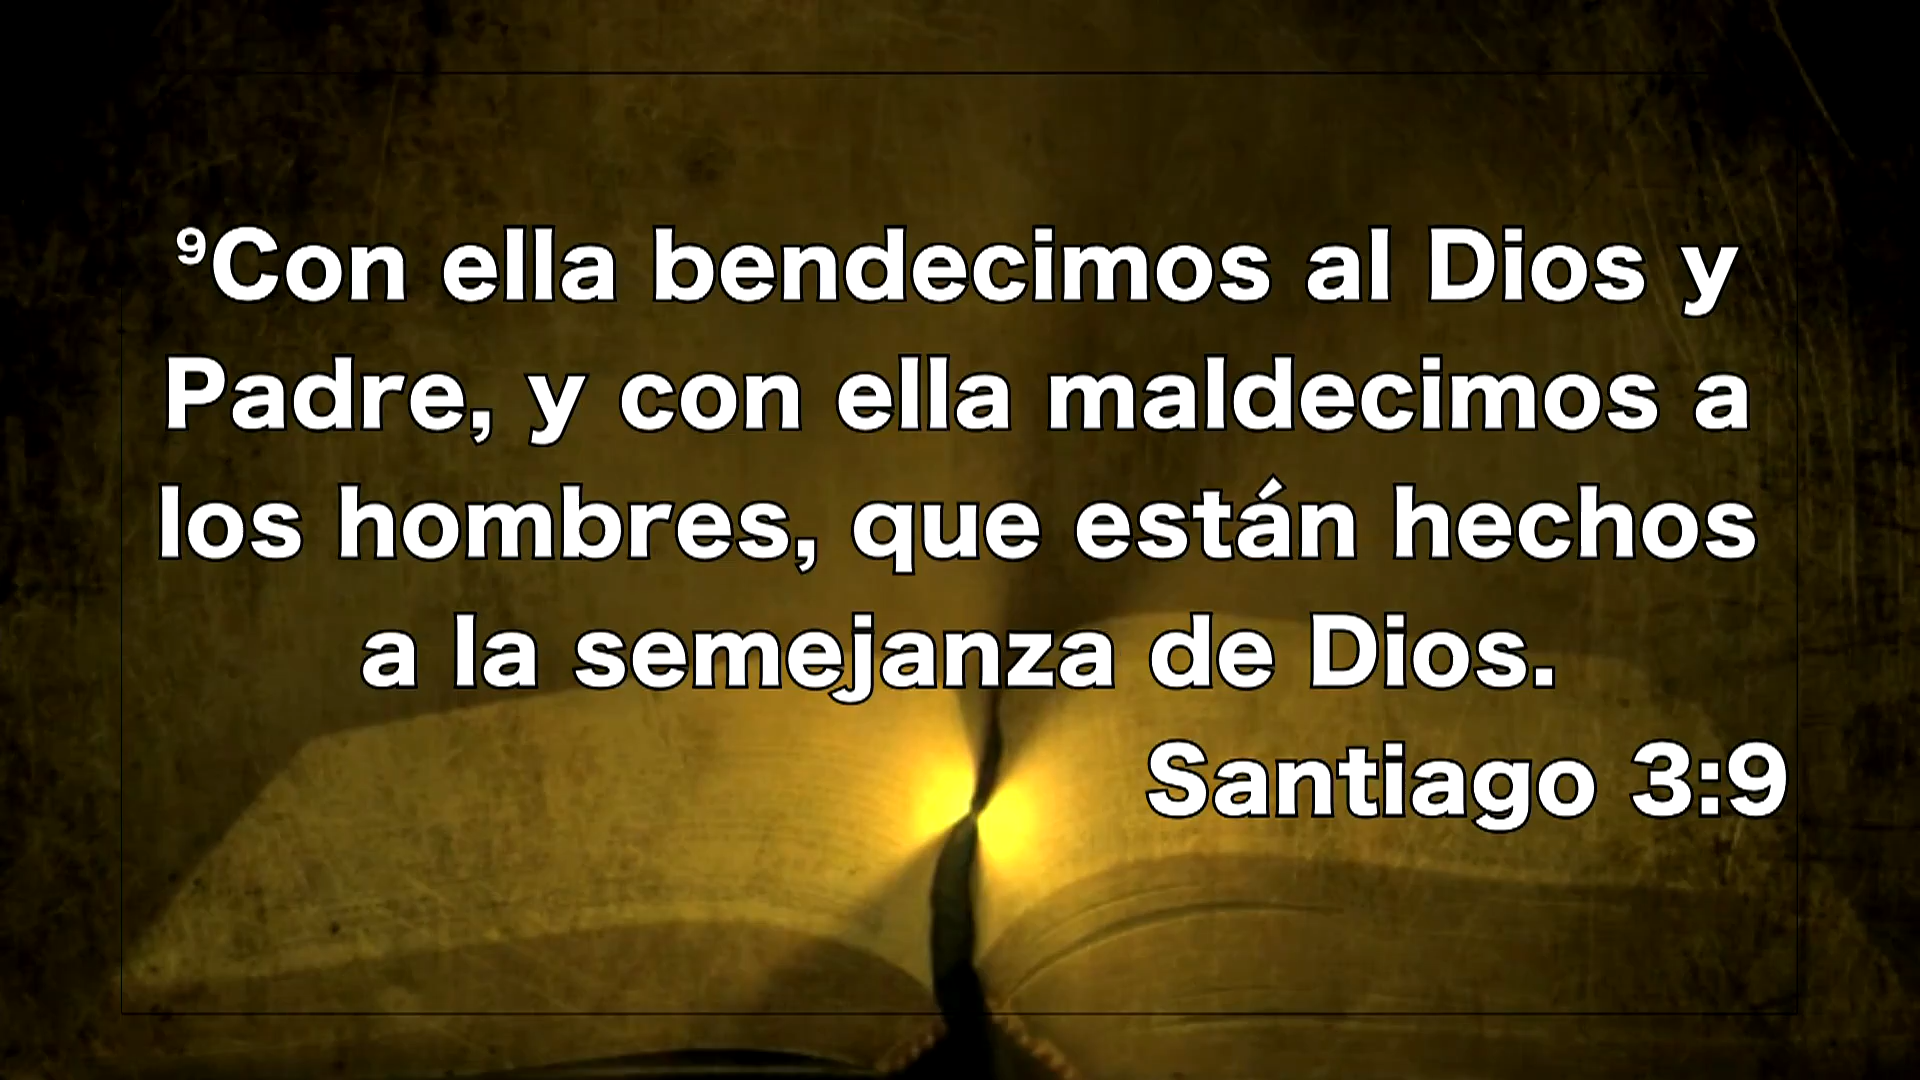 ⁹Con ella bendecimos al Dios y
Padre, y con ella maldecimos a
los hombres, que están hechos
a la semejanza de Dios.
Santiago 3:9